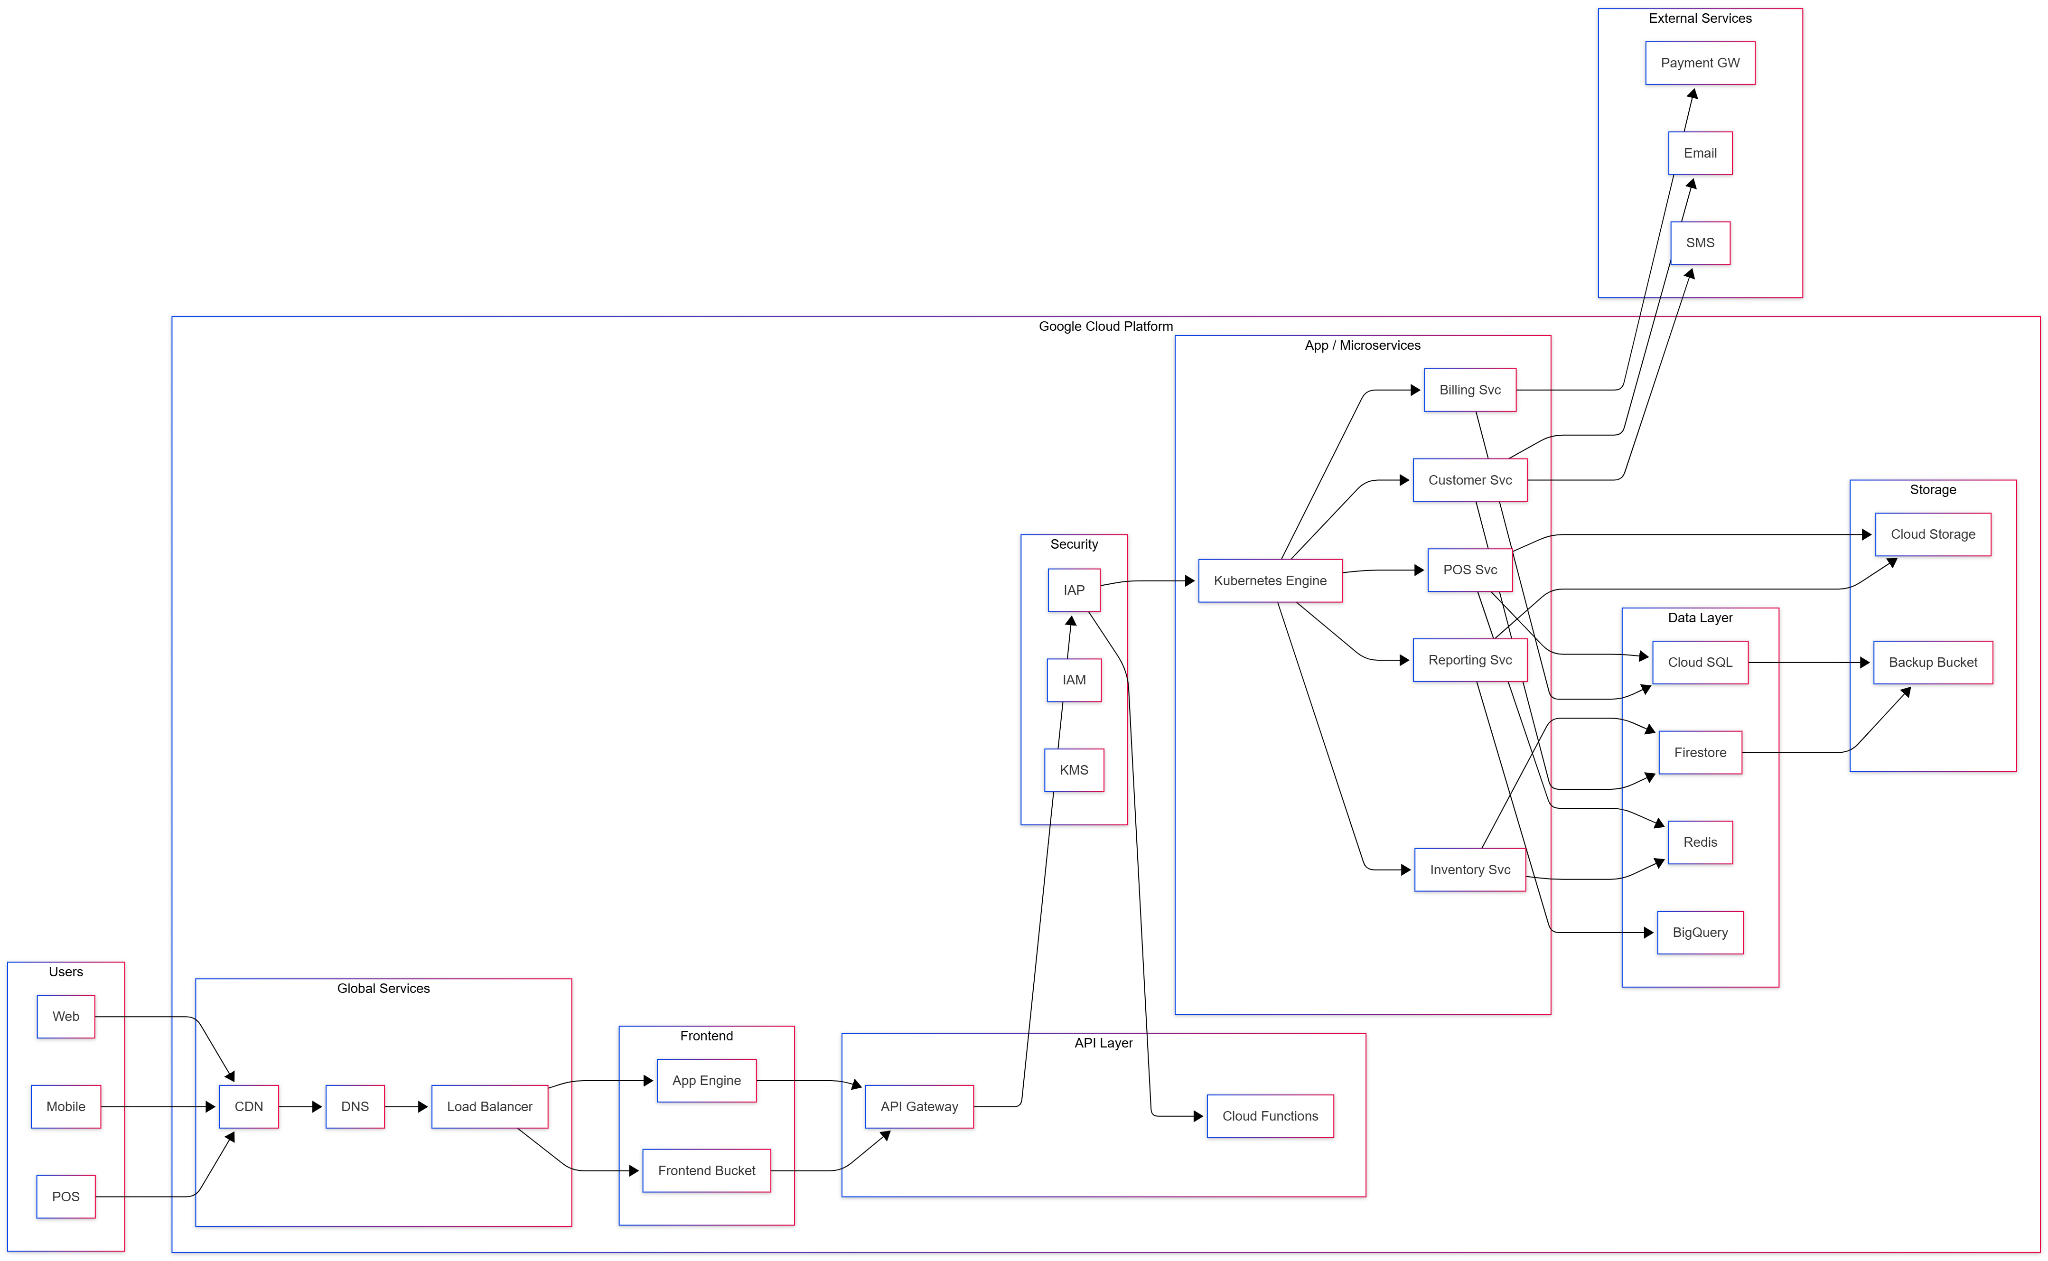 External Services
Payment GW
Email
SMS
Google Cloud Platform
App / Microservices
Billing Svc
Customer Svc
POS Svc
Reporting Svc
Inventory Svc
Kubernetes Engine
Storage
Cloud Storage
Backup Bucket
Data Layer
Cloud SQL
Firestore
Redis
BigQuery
Security
IAP
IAM
KMS
Users
Web
Mobile
POS
Global Services
CDN
DNS
Load Balancer
Frontend
App Engine
Frontend Bucket
API Layer
API Gateway
Cloud Functions